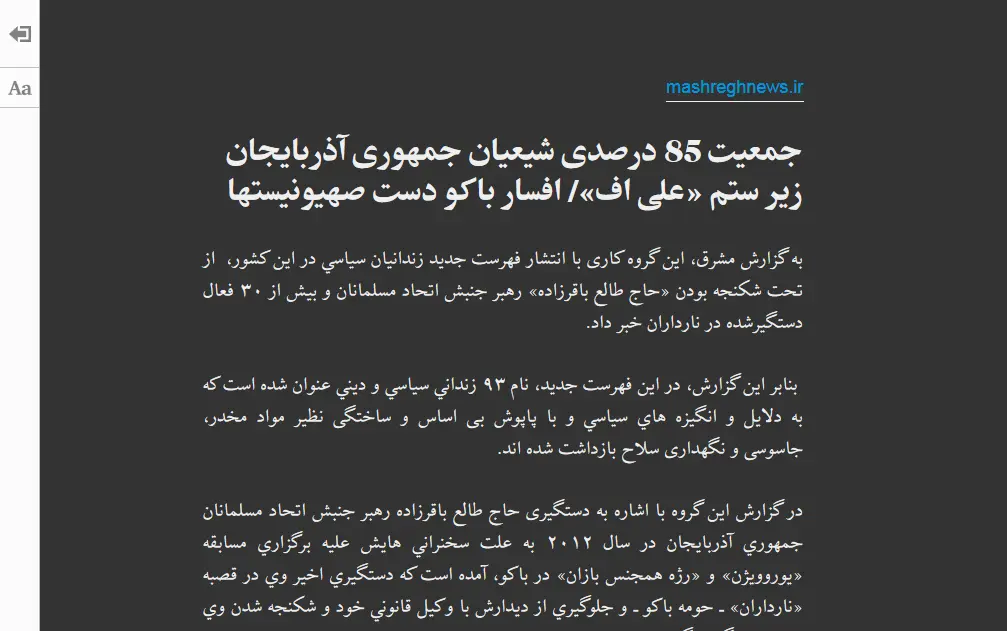 Aa
mashreghnews.ir
جمعیت 85 درصدی شیعیان جمهوری آذربایجان
زیر ستم «علی اف»/ افسار باکو دست صهیونیستها
به گزارش مشرق، این گروه کاری با انتشار فهرست جدید زندانیان سیاسي در این کشور، از
تحت شکنجه بودن «حاج طالع باقرزاده» رهبر جنبش اتحاد مسلمانان و بیش از ۳۰ فعال
دستگیرشده در نارداران خبر داد.
بنابر این گزارش، در این فهرست جدید، نام ۹۳ زنداني سیاسي و دیني عنوان شده است که
به دلایل و انگیزه هاي سیاسي و با پاپوش بی اساس و ساختگی نظیر مواد مخدر،
جاسوسی و نگهداری سلاح بازداشت شده اند.
در گزارش این گروه با اشاره به دستگیری حاج طالع باقرزاده رهبر جنبش اتحاد مسلمانان
جمهوري آذربایجان در سال ۲۰۱۲ به علت سخنراني هایش علیه برگزاري مسابقه
«یوروویژن» و «رژه همجنس بازان» در باکو، آمده است که دستگیري اخیر وي در قصبه
«نارداران» ـ حومه باکو ـ و جلوگیري از دیدارش با وکیل قانوني خود و شکنجه شدن وي